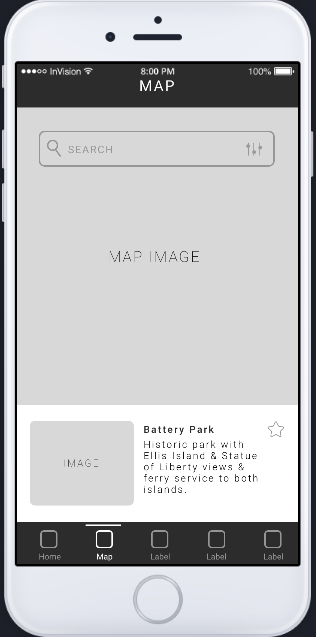 InVision 8:00 PM 100%
MAP
SEARCH
MAP IMAGE
IMAGE
Battery Park
Historic park with
Ellis Island & Statue
of Liberty views &
ferry service to both
islands.
Home Map Label Label Label